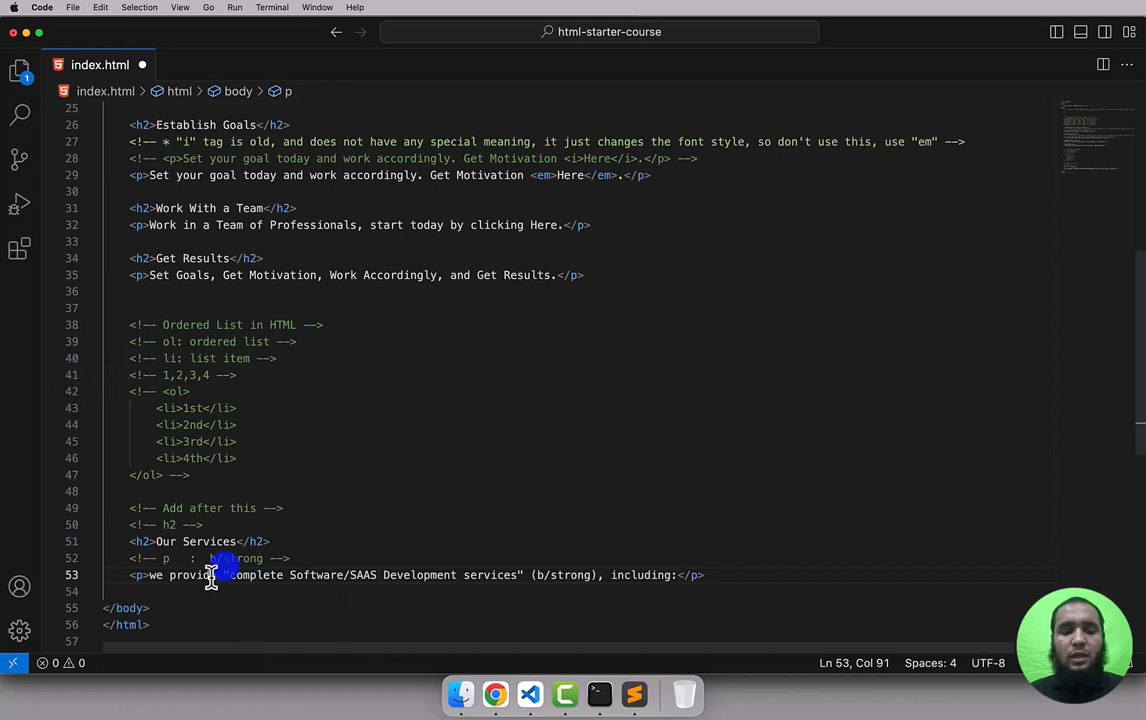 Code File Edit Selection View Go Run Terminal Window Help
html-starter-course
index.html
index.html > html > body > p
1
25
26 <h2>Establish Goals</h2>
27 <!-- * "i" tag is old, and does not have any special meaning, it just changes the font style, so don't use this, use "em" -->
28 <!-- <p>Set your goal today and work accordingly. Get Motivation <i>Here</i>.</p> -->
29 <p>Set your goal today and work accordingly. Get Motivation <em>Here</em>.</p>
30
31 <h2>Work With a Team</h2>
32 <p>Work in a Team of Professionals, start today by clicking Here.</p>
33
34 <h2>Get Results</h2>
35 <p>Set Goals, Get Motivation, Work Accordingly, and Get Results.</p>
36
37
38 <!-- Ordered List in HTML -->
39 <!-- ol: ordered list -->
40 <!-- li: list item -->
41 <!-- 1,2,3,4 -->
42 <!-- <ol>
43 <li>1st</li>
44 <li>2nd</li>
45 <li>3rd</li>
46 <li>4th</li>
47 </ol> -->
48
49 <!-- Add after this -->
50 <!-- h2 -->
51 <h2>Our Services</h2>
52 <!-- p : b/strong -->
53 <p>we provide "complete Software/SAAS Development services" (b/strong), including:</p>
54
55 </body>
56 </html>
57
0 0 Ln 53, Col 91 Spaces: 4 UTF-8